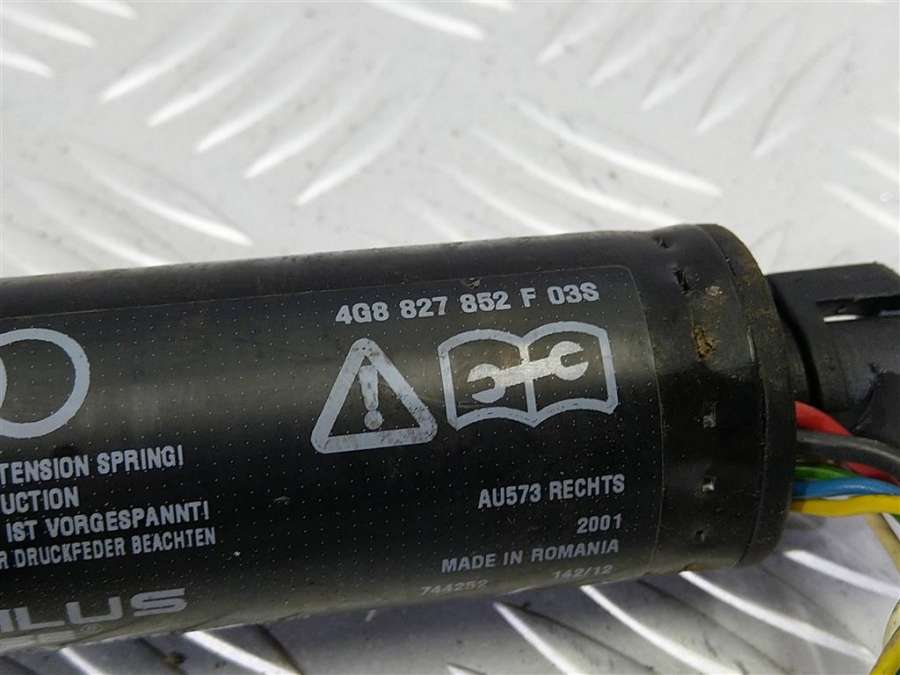 4G8 827 852 F 03S
TENSION SPRING!
UCTION
IST VORGESPANNT!
R DRUCKFEDER BEACHTEN
AU573 RECHTS
2001
MADE IN ROMANIA
744252 142/12
ILUS